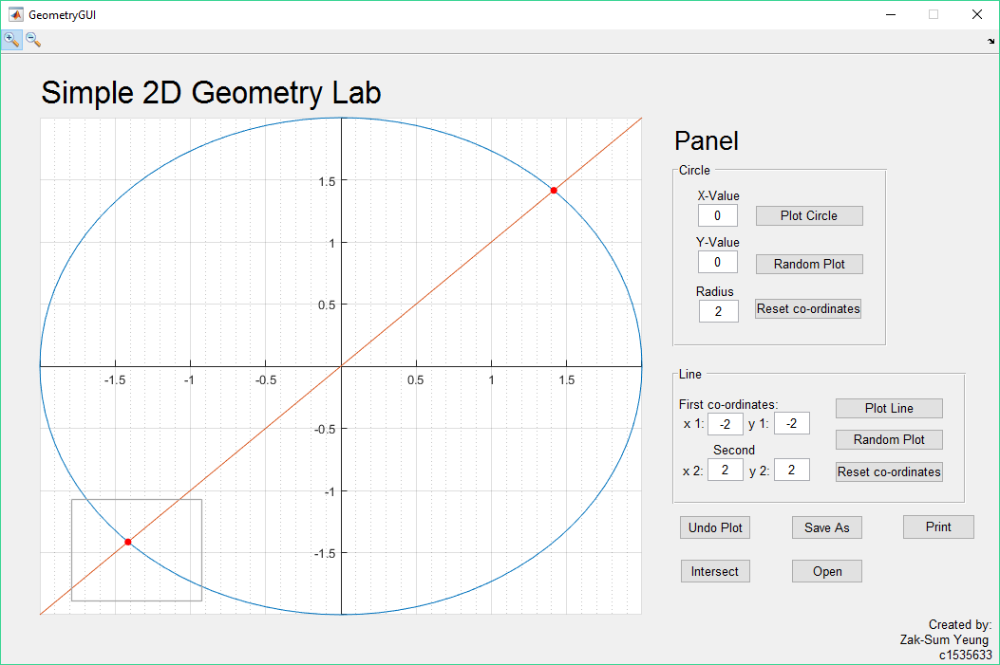 GeometryGUI
Simple 2D Geometry Lab
1.5
1
0.5
-1.5 -1 -0.5 0.5 1 1.5
-0.5
-1
-1.5
Panel
Circle
X-Value
0 Plot Circle
Y-Value
0 Random Plot
Radius
2 Reset co-ordinates
Line
First co-ordinates:
x 1: -2 y 1: -2 Plot Line
Random Plot
Second
x 2: 2 y 2: 2 Reset co-ordinates
Undo Plot Save As Print
Intersect Open
Created by:
Zak-Sum Yeung
c1535633